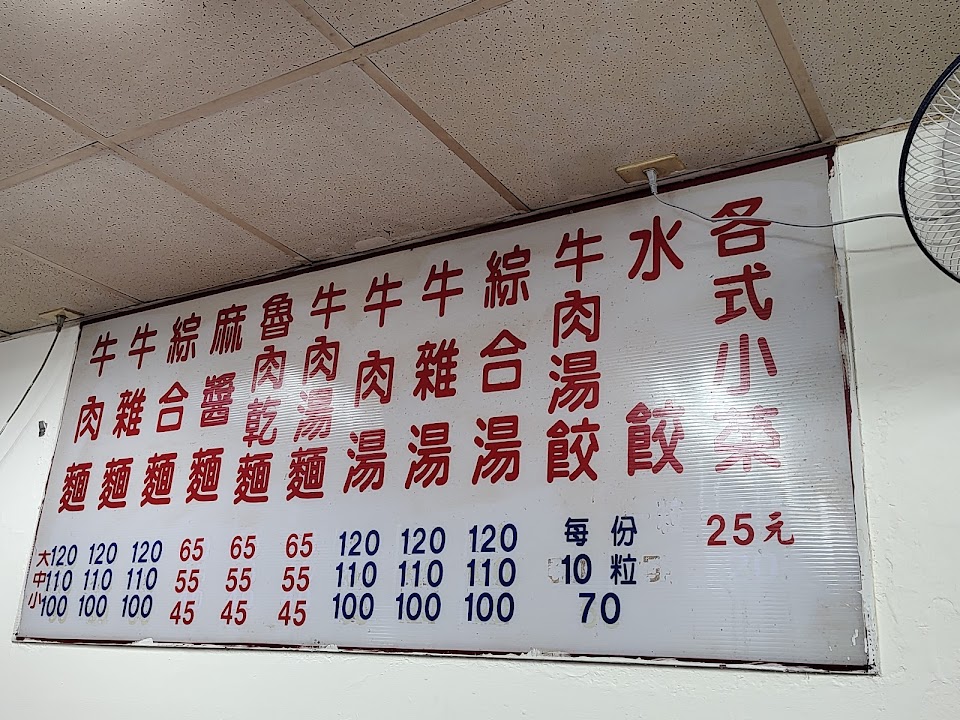 牛肉麵
牛雜麵
綜合麵
麻醬麵
魯肉乾麵
牛肉湯麵
牛肉湯
牛雜湯
綜合湯
牛肉湯餃
水餃
各式小菜
大120 120 120 65 65 65 120 120 120
中110 110 110 55 55 55 110 110 110
小100 100 100 45 45 45 100 100 100
每份
10粒
70
25元